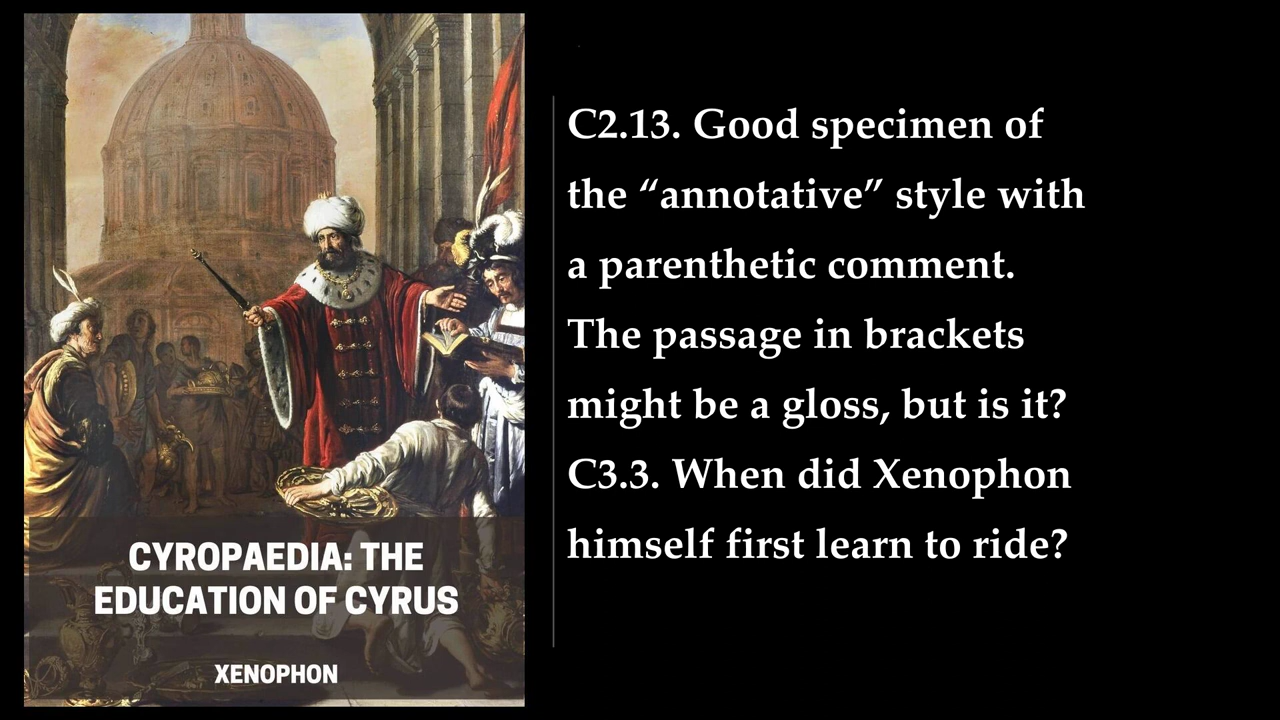 CYROPAEDIA: THE
EDUCATION OF CYRUS
XENOPHON
C2.13. Good specimen of
the “annotative” style with
a parenthetic comment.
The passage in brackets
might be a gloss, but is it?
C3.3. When did Xenophon
himself first learn to ride?